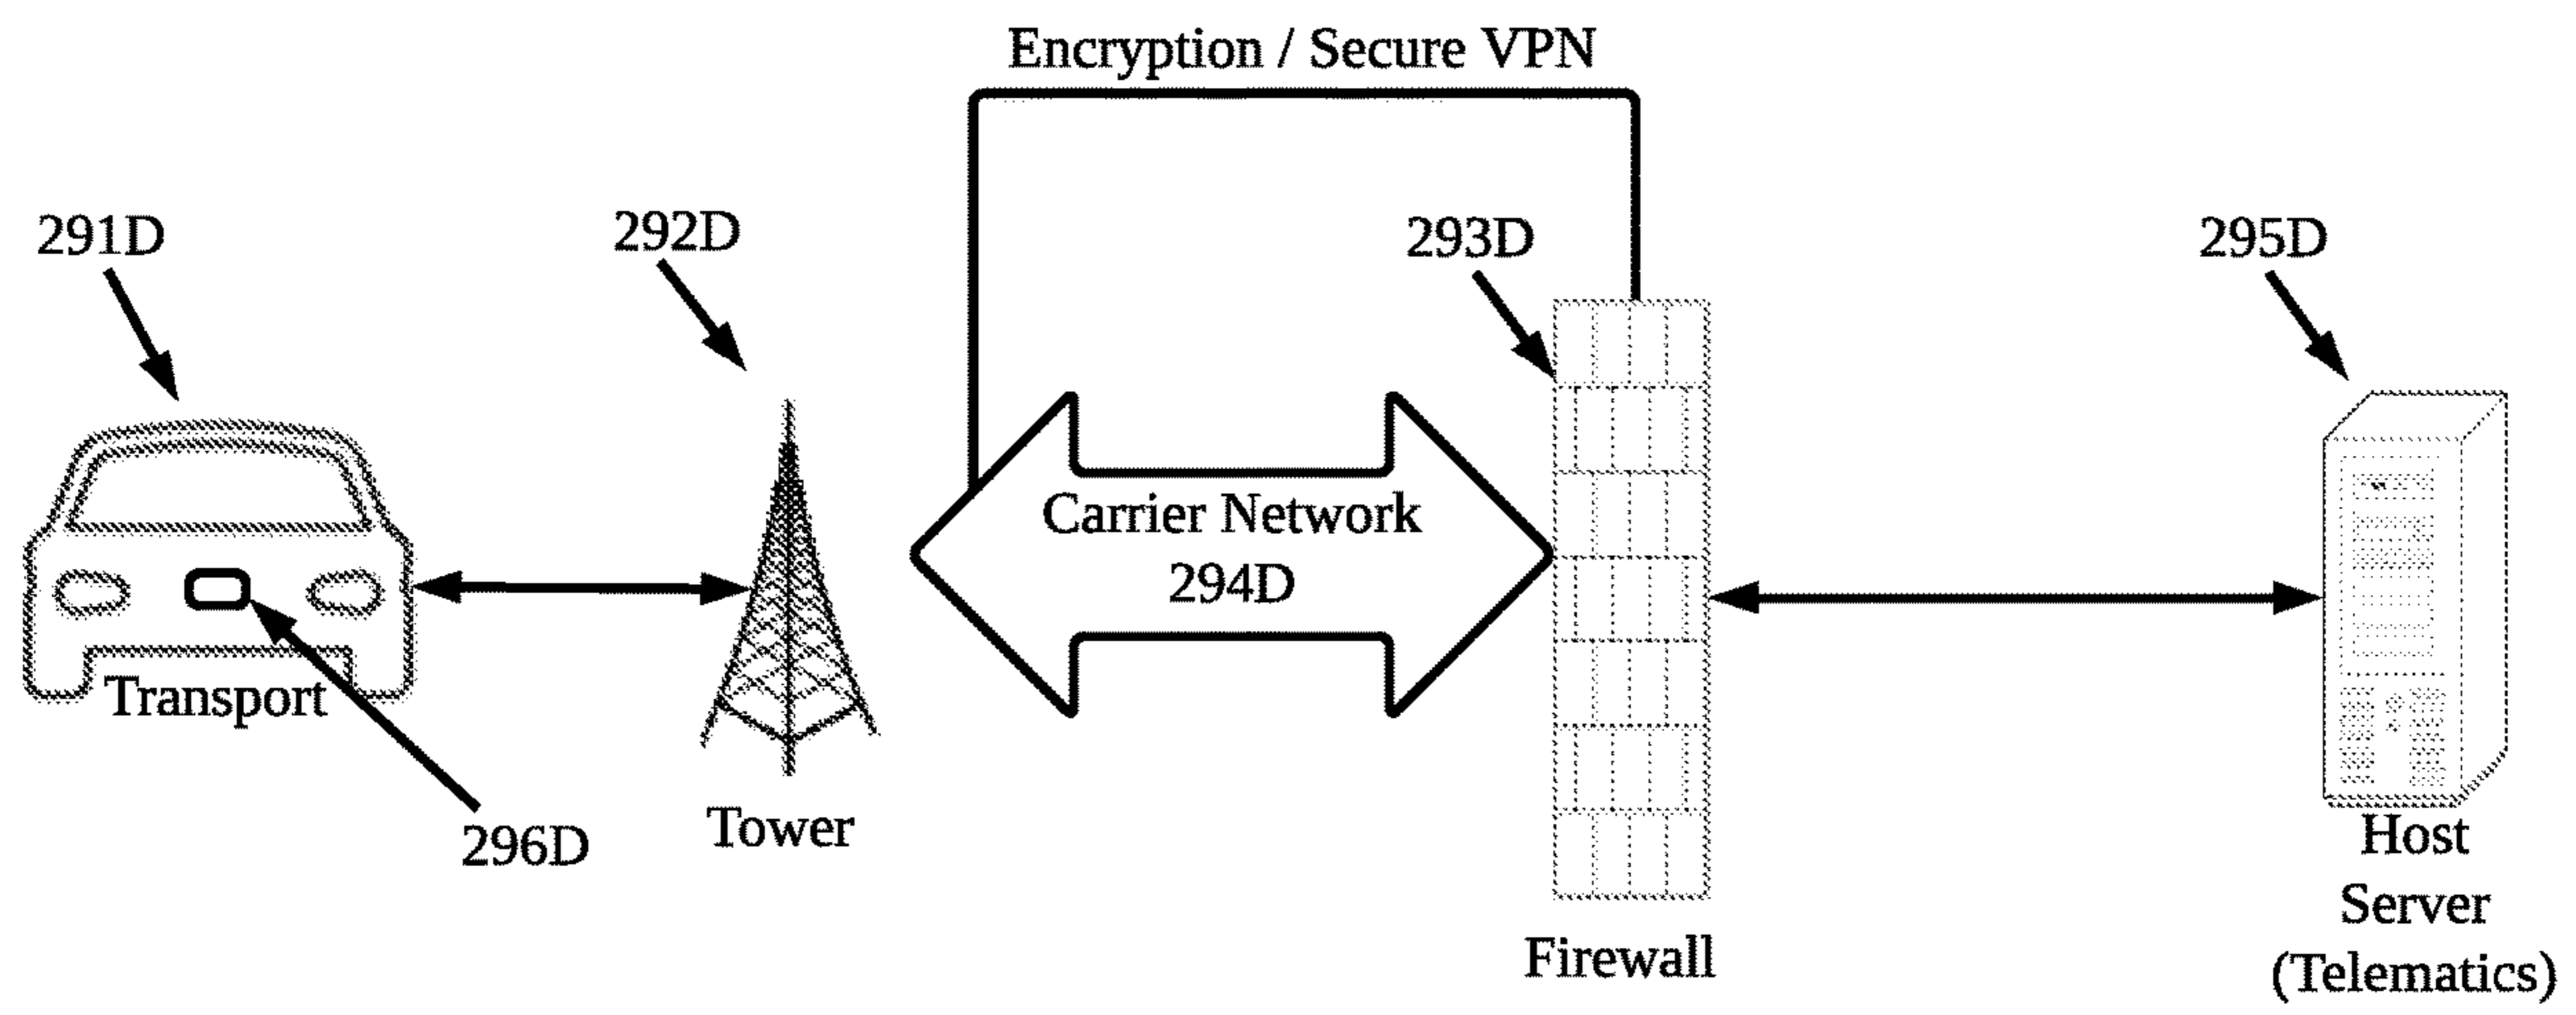 Encryption / Secure VPN
291D
292D
293D
295D
Carrier Network
294D
Transport
296D
Tower
Firewall
Host
Server
(Telematics)